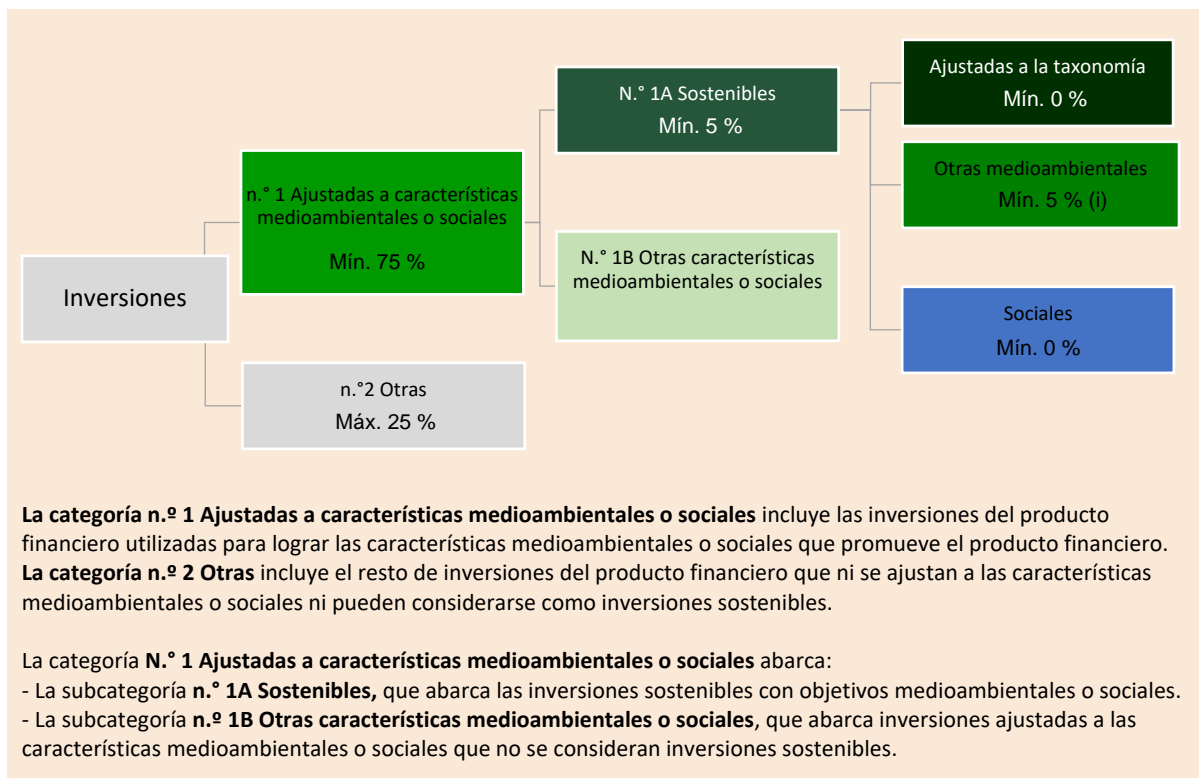 Inversiones
n.° 1 Ajustadas a características
medioambientales o sociales
Mín. 75 %
n.°2 Otras
Máx. 25 %
N.° 1A Sostenibles
Mín. 5 %
N.° 1B Otras características
medioambientales o sociales
Ajustadas a la taxonomía
Mín. 0 %
Otras medioambientales
Mín. 5 % (i)
Sociales
Mín. 0 %
La categoría n.º 1 Ajustadas a características medioambientales o sociales incluye las inversiones del producto
financiero utilizadas para lograr las características medioambientales o sociales que promueve el producto financiero.
La categoría n.º 2 Otras incluye el resto de inversiones del producto financiero que ni se ajustan a las características
medioambientales o sociales ni pueden considerarse como inversiones sostenibles.
La categoría N.° 1 Ajustadas a características medioambientales o sociales abarca:
- La subcategoría n.° 1A Sostenibles, que abarca las inversiones sostenibles con objetivos medioambientales o sociales.
- La subcategoría n.º 1B Otras características medioambientales o sociales, que abarca inversiones ajustadas a las
características medioambientales o sociales que no se consideran inversiones sostenibles.